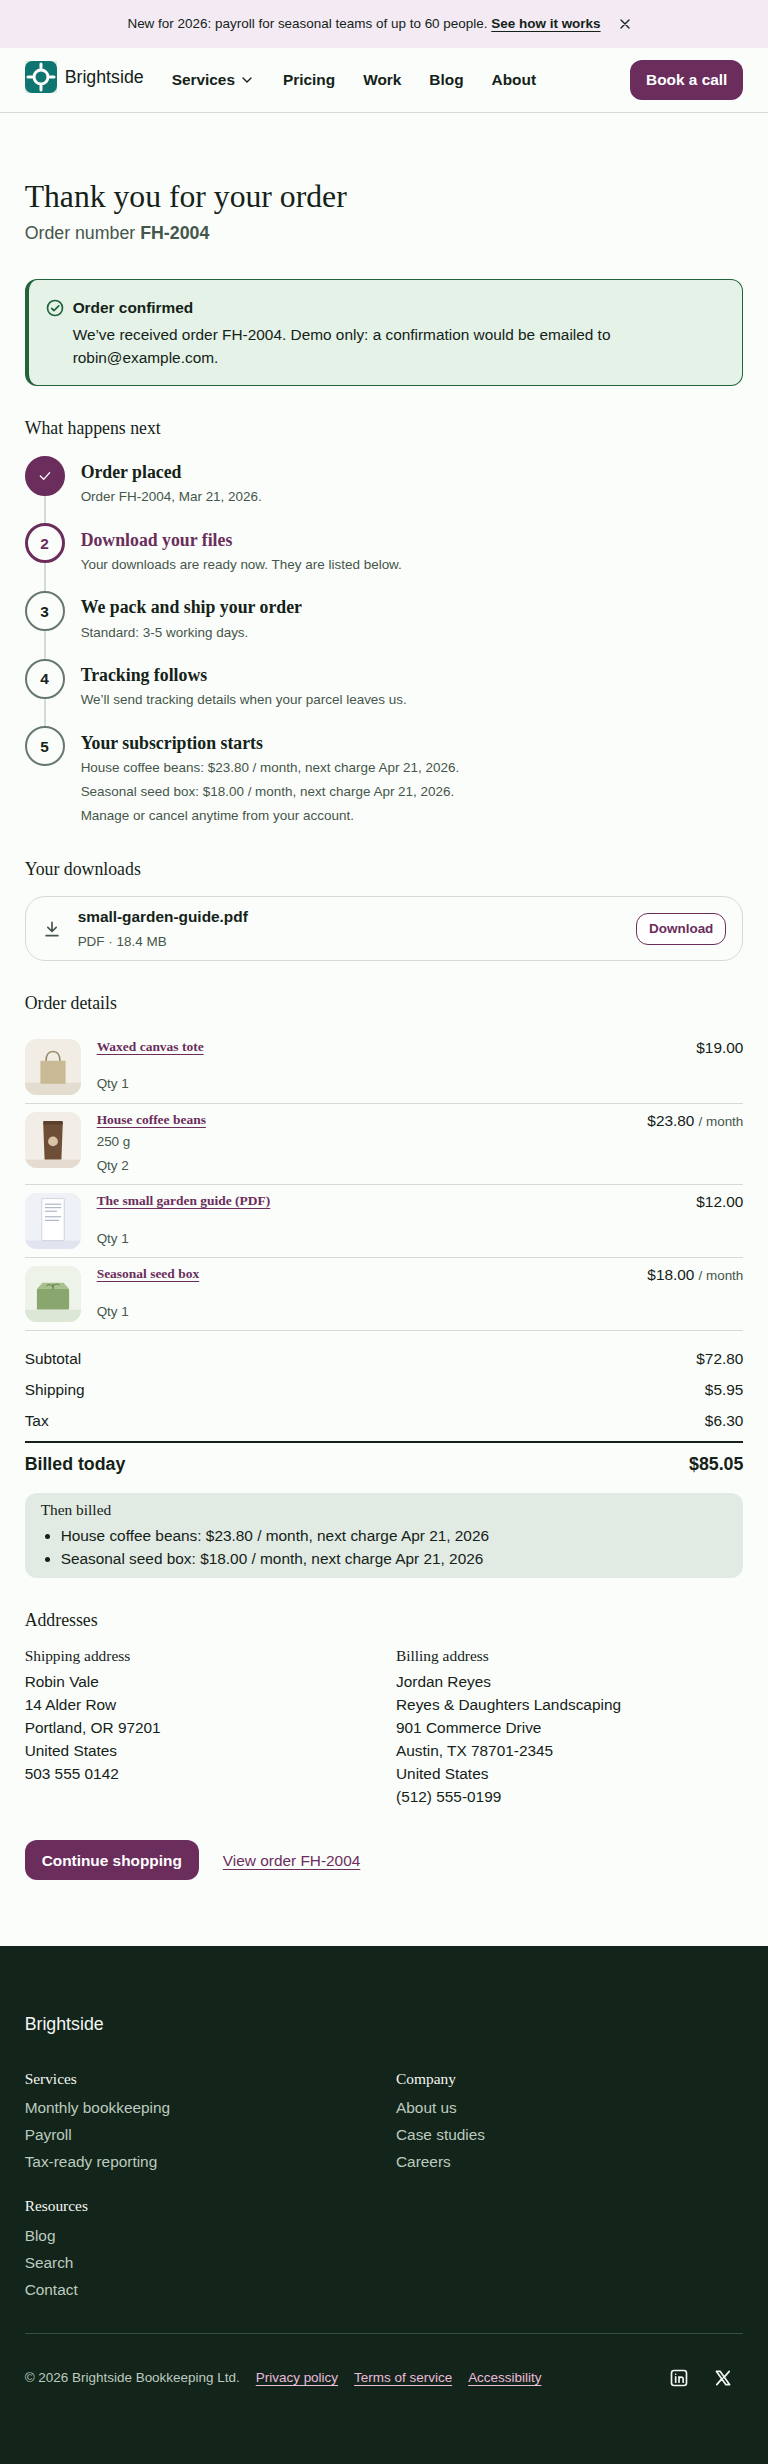 New for 2026: payroll for seasonal teams of up to 60 people. See how it works
Brightside
Services
Pricing
Work
Blog
About
Book a call
Thank you for your order
Order number FH-2004
Order confirmed
We’ve received order FH-2004. Demo only: a confirmation would be emailed to
robin@example.com.
What happens next
Order placed
Order FH-2004, Mar 21, 2026.
2
Download your files
Your downloads are ready now. They are listed below.
3
We pack and ship your order
Standard: 3-5 working days.
4
Tracking follows
We’ll send tracking details when your parcel leaves us.
5
Your subscription starts
House coffee beans: $23.80 / month, next charge Apr 21, 2026.
Seasonal seed box: $18.00 / month, next charge Apr 21, 2026.
Manage or cancel anytime from your account.
Your downloads
small-garden-guide.pdf
PDF · 18.4 MB
Download
Order details
Waxed canvas tote
$19.00
Qty 1
House coffee beans
$23.80 / month
250 g
Qty 2
The small garden guide (PDF)
$12.00
Qty 1
Seasonal seed box
$18.00 / month
Qty 1
Subtotal
$72.80
Shipping
$5.95
Tax
$6.30
Billed today
$85.05
Then billed
• House coffee beans: $23.80 / month, next charge Apr 21, 2026
• Seasonal seed box: $18.00 / month, next charge Apr 21, 2026
Addresses
Shipping address
Robin Vale
14 Alder Row
Portland, OR 97201
United States
503 555 0142
Billing address
Jordan Reyes
Reyes & Daughters Landscaping
901 Commerce Drive
Austin, TX 78701-2345
United States
(512) 555-0199
Continue shopping
View order FH-2004
Brightside
Services
Monthly bookkeeping
Payroll
Tax-ready reporting
Company
About us
Case studies
Careers
Resources
Blog
Search
Contact
© 2026 Brightside Bookkeeping Ltd.
Privacy policy
Terms of service
Accessibility